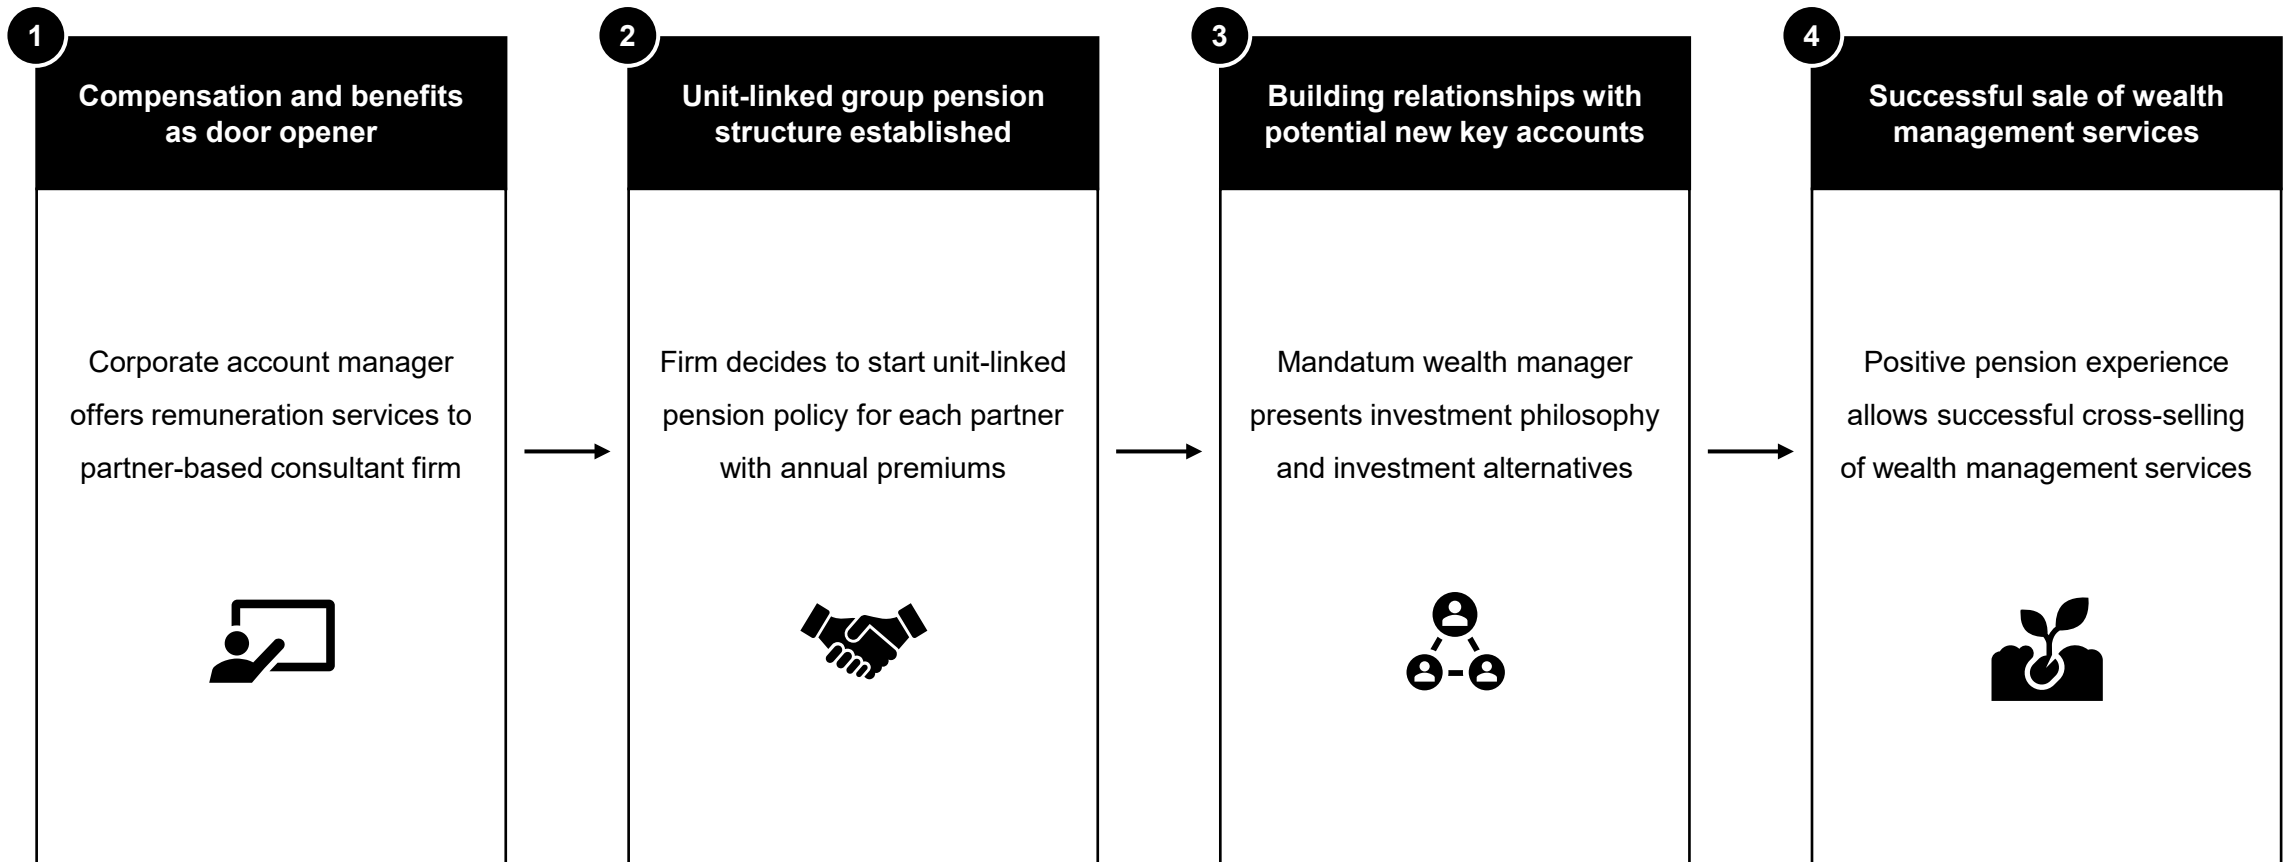 1
Compensation and benefits
as door opener
Corporate account manager
offers remuneration services to
partner-based consultant firm
2
Unit-linked group pension
structure established
Firm decides to start unit-linked
pension policy for each partner
with annual premiums
3
Building relationships with
potential new key accounts
Mandatum wealth manager
presents investment philosophy
and investment alternatives
4
Successful sale of wealth
management services
Positive pension experience
allows successful cross-selling
of wealth management services